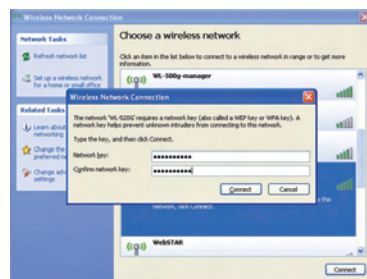 Wireless Network Connection
Network Tasks
Refresh network list
Set up a wireless network
for a home or small office
Related Tasks
Learn about
networking
Change the
preferred ne
Change adv
settings
Choose a wireless network
Click an item in the list below to connect to a wireless network in range or to get more
information.
WL-500g-manager
Wireless Network Connection
The network 'WL-520G' requires a network key (also called a WEP key or WPA key). A
network key helps prevent unknown intruders from connecting to this network.
Type the key, and then click Connect.
Network key:
Confirm network key:
Connect
Cancel
network, click Connect.
WebSTAR
Connect